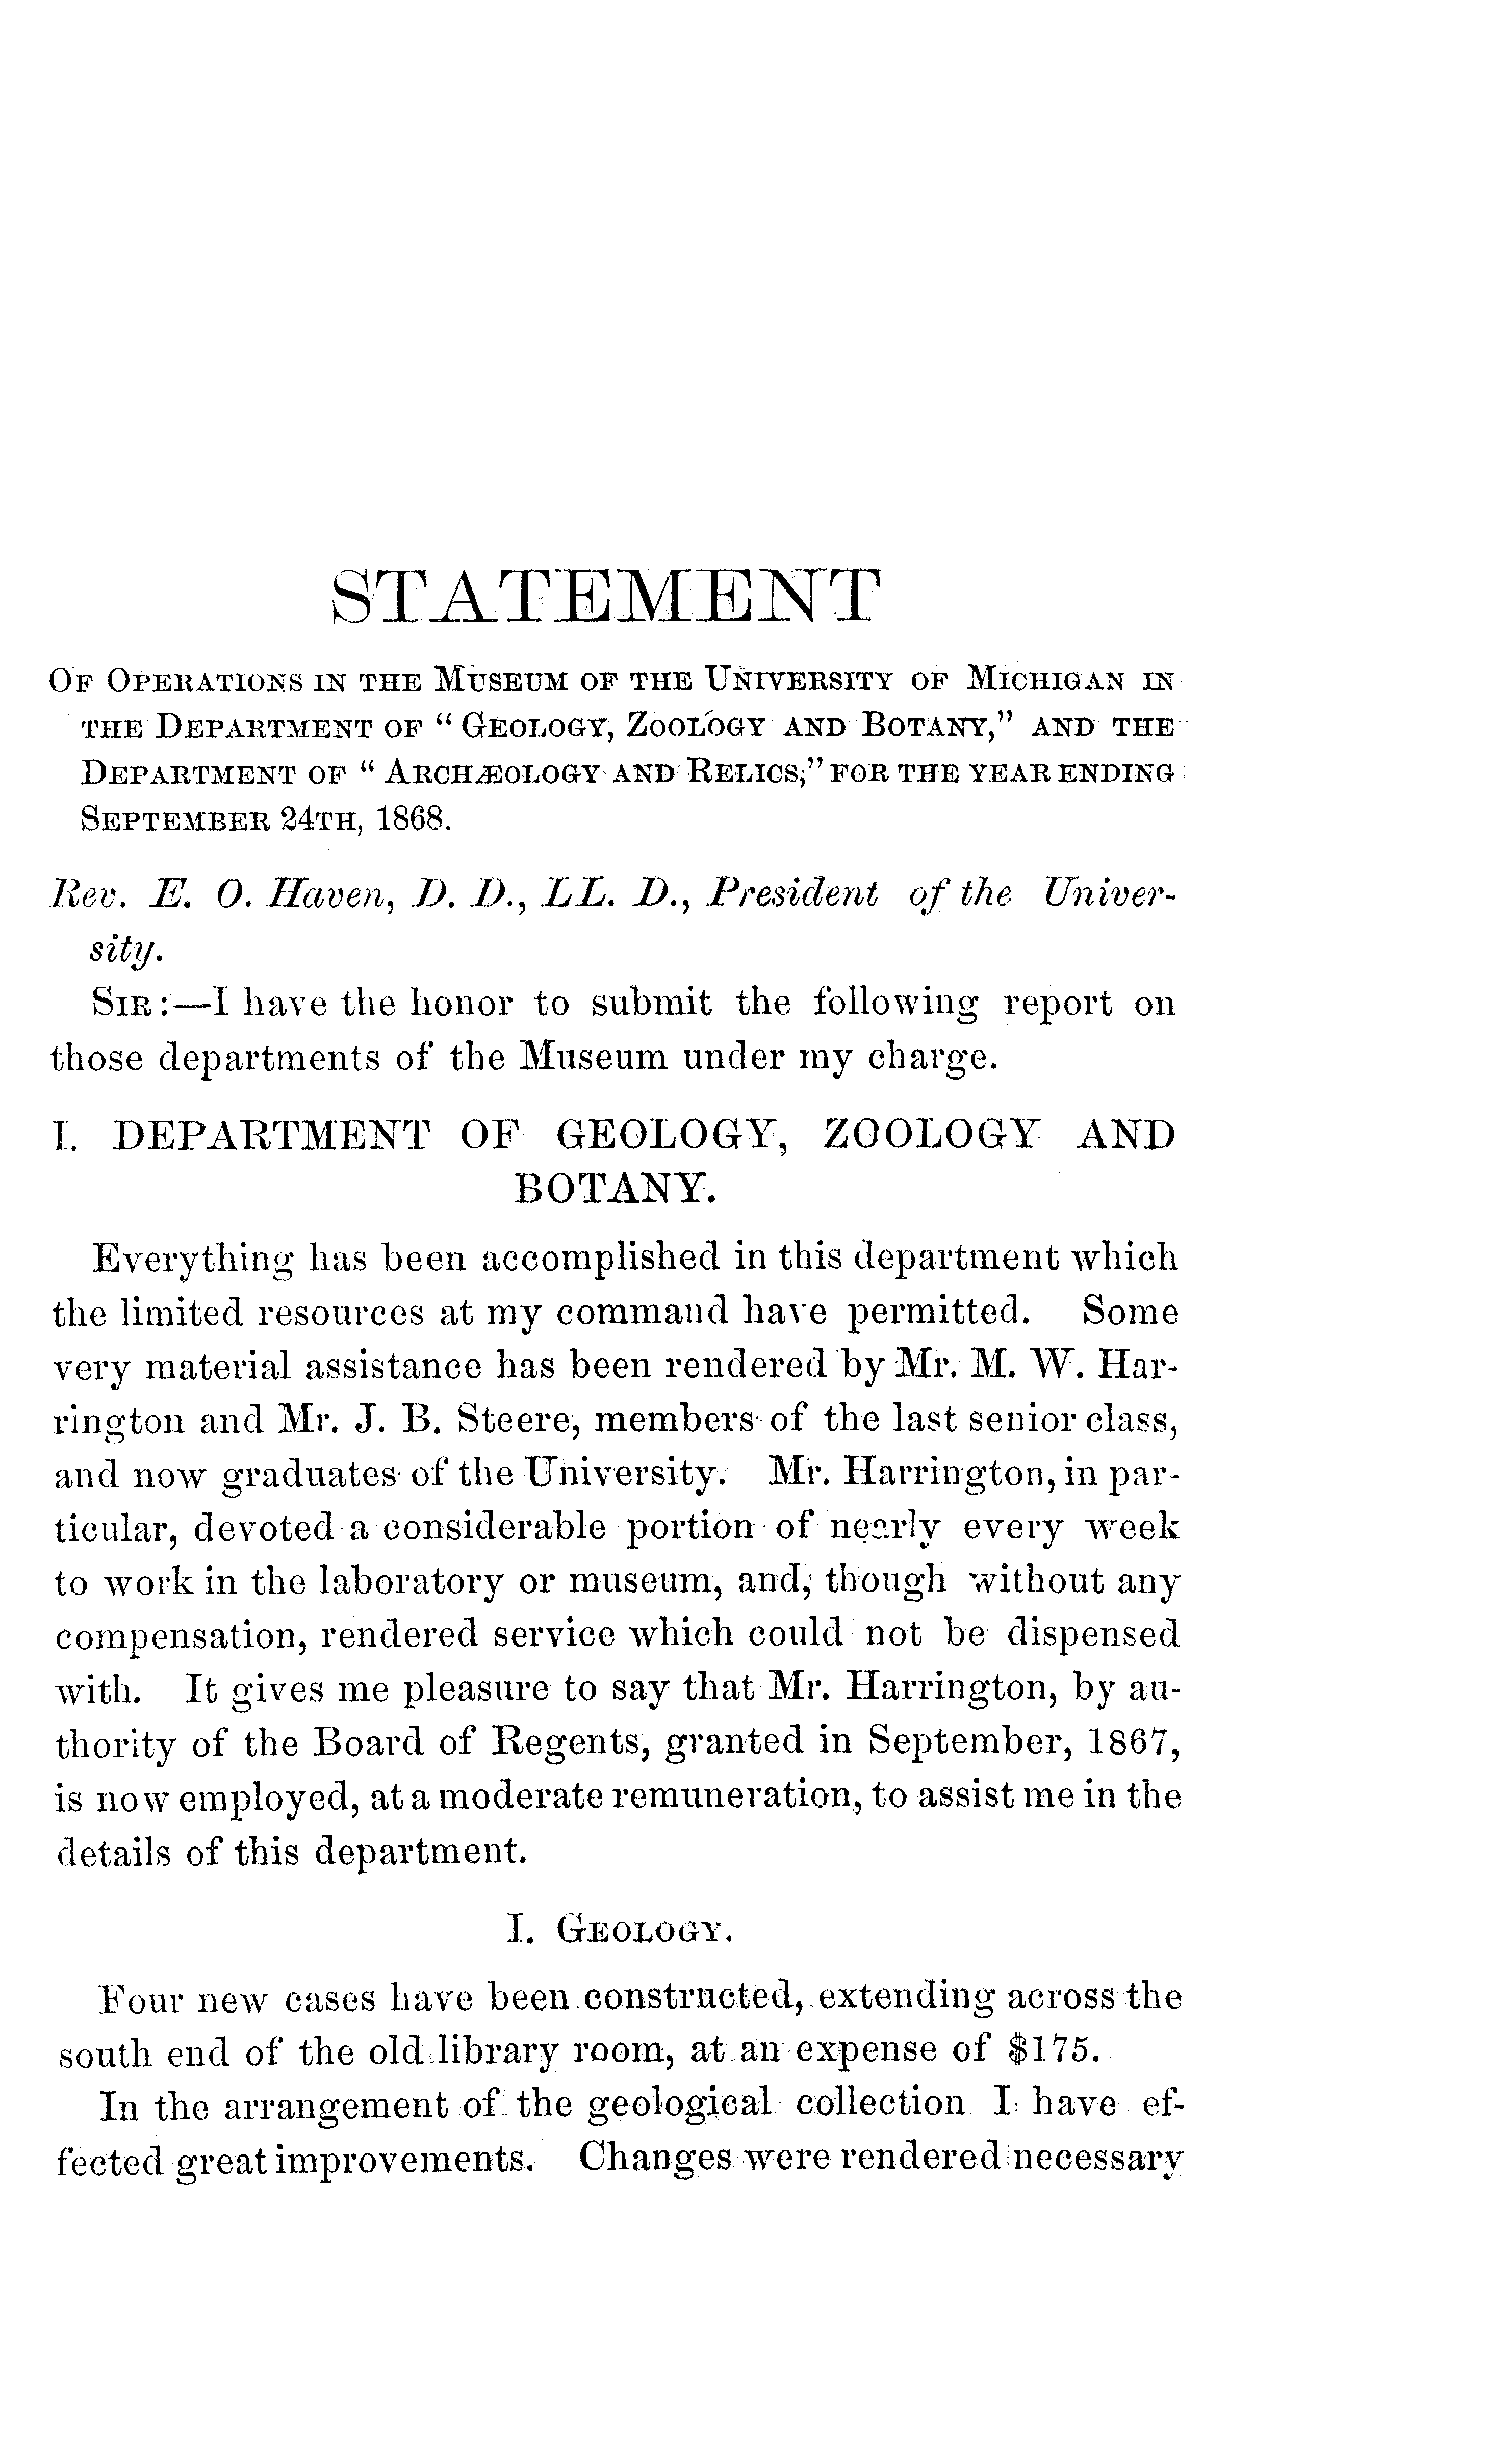 STATEMENT
Of Operations in the Museum of the University of Michigan in
the Department of “ Geology, Zoology and Botany,” and the
Department of “ Archæology and Relics,” for the year ending
September 24th, 1868.
Rev. E. O. Haven, D. D., LL. D., President of the Univer-
sity.
Sir:—I have the honor to submit the following report on
those departments of the Museum under my charge.
I. DEPARTMENT OF GEOLOGY, ZOOLOGY AND
BOTANY.
Everything has been accomplished in this department which
the limited resources at my command have permitted. Some
very material assistance has been rendered by Mr. M. W. Har-
rington and Mr. J. B. Steere, members of the last senior class,
and now graduates of the University. Mr. Harrington, in par-
ticular, devoted a considerable portion of nearly every week
to work in the laboratory or museum, and, though without any
compensation, rendered service which could not be dispensed
with. It gives me pleasure to say that Mr. Harrington, by au-
thority of the Board of Regents, granted in September, 1867,
is now employed, at a moderate remuneration, to assist me in the
details of this department.
I. Geology.
Four new cases have been constructed, extending across the
south end of the old library room, at an expense of $175.
In the arrangement of the geological collection I have ef-
fected great improvements. Changes were rendered necessary